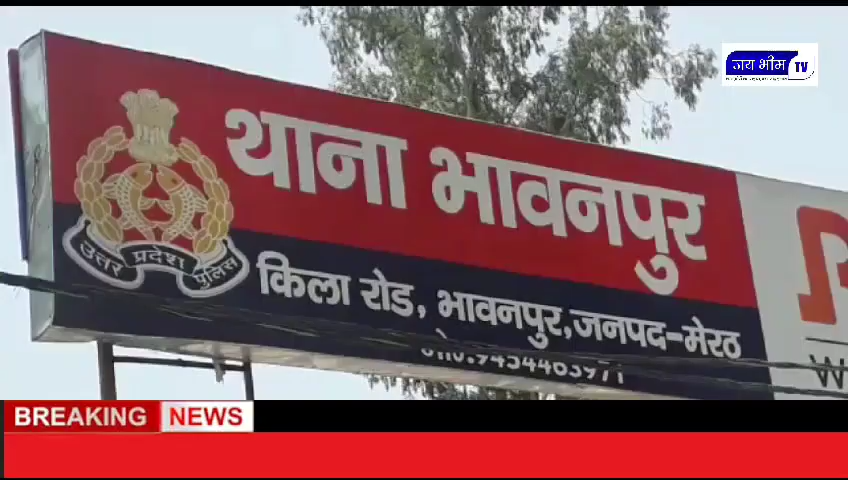 जय भीम TV
थाना भावनपुर
उत्तर प्रदेश पुलिस
किला रोड, भावनपुर, जनपद-मेरठ
W
BREAKING NEWS